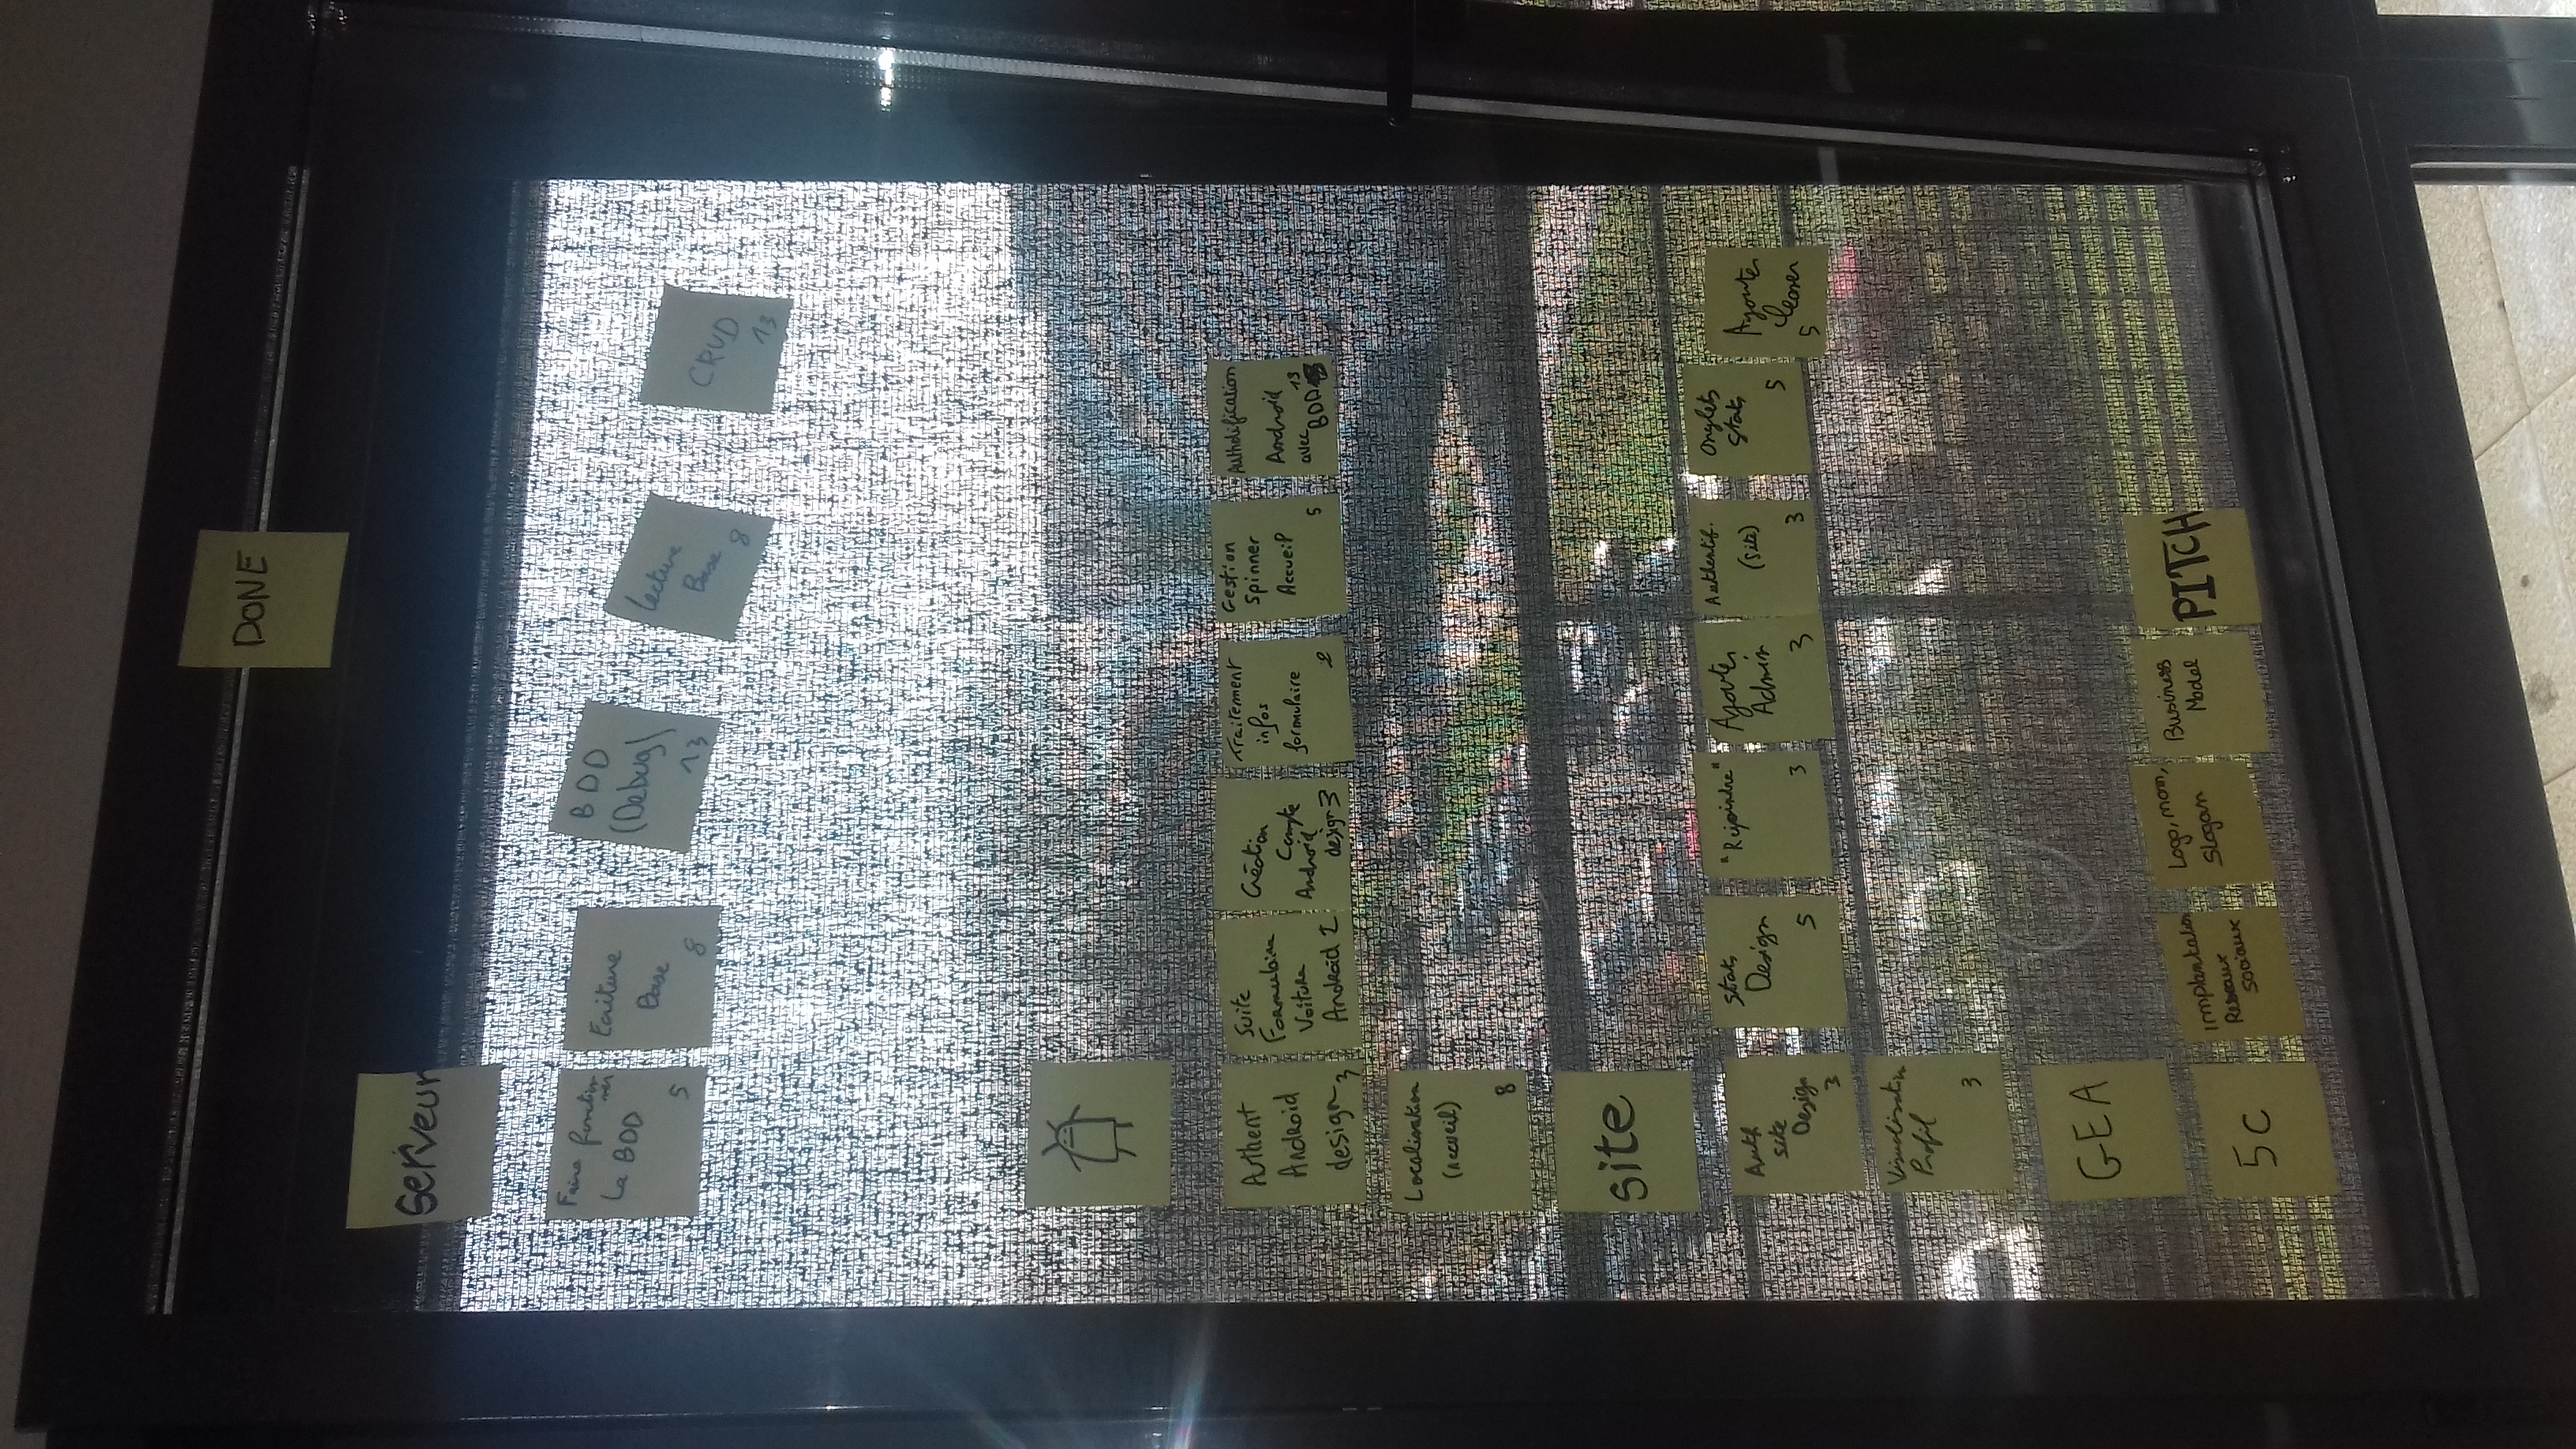 DONE
Serveur
Faire fonction
ner
La BDD
5
Ecriture
Base
8
BDD
(Debug)
13
Lecture
Base
8
CRUD
13
Authent
Android
design
3
Suite
Formulaire
Voiture
Android 2
Création
Compte
Android
design 3
Traitement
infos
formulaire
2
Gestion
Spinner
Accueil
5
Android
13
avec BDD
Localisation
(Accueil)
8
site
Auth
site
Design
3
Stats
Design
5
"Rejoindre"
3
Ajouter
Admin
3
Authentif.
(Site)
3
Onglets
Stats
5
Ajouter
5
Visualisation
Profil
3
GEA
5C
Implantation
Reseaux
sociaux
Logo, nom,
Slogan
Business
Model
PITCH